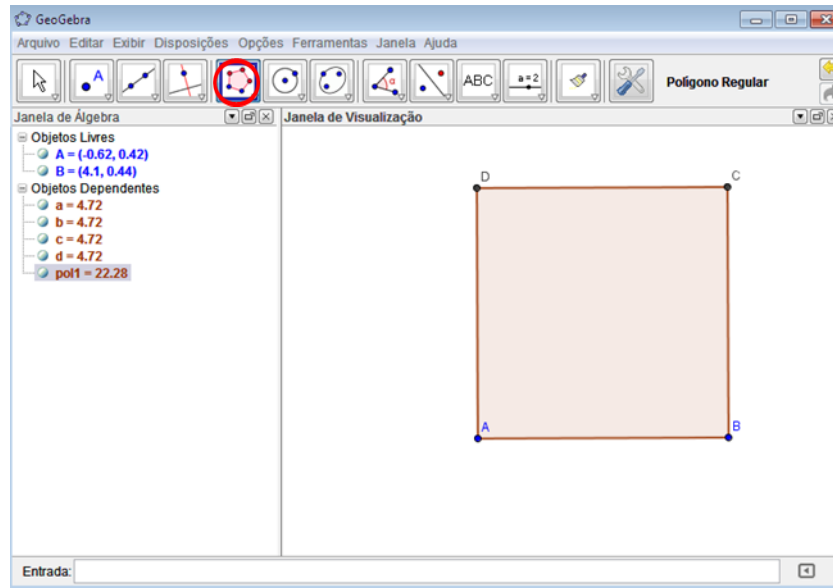 GeoGebra
Arquivo Editar Exibir Disposições Opções Ferramentas Janela Ajuda
A α ABC a=2 Polígono Regular
Janela de Álgebra
Janela de Visualização
Objetos Livres
A = (-0.62, 0.42)
B = (4.1, 0.44)
Objetos Dependentes
a = 4.72
b = 4.72
c = 4.72
d = 4.72
pol1 = 22.28
D C
A B
Entrada: